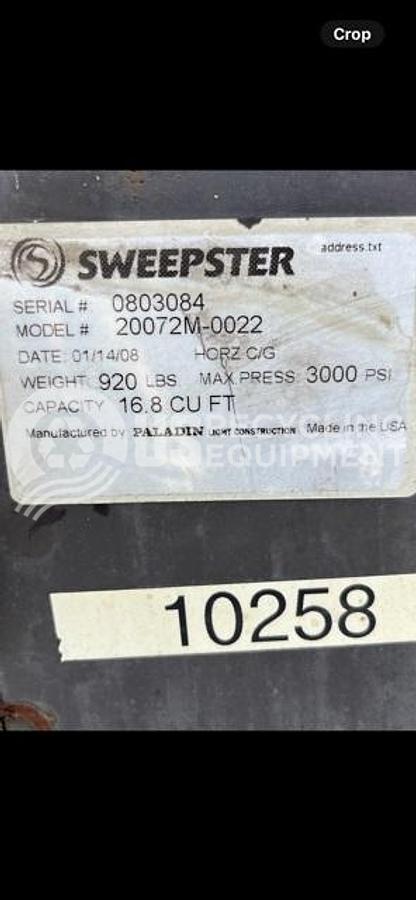 Crop
SWEEPSTER address.txt
SERIAL # 0803084
MODEL # 20072M-0022
DATE: 01/14/08 HORZ C/G
WEIGHT: 920 LBS MAX.PRESS: 3000 PSI
CAPACITY 16.8 CU FT
Manufactured by PALADIN LIGHT CONSTRUCTION Made in the USA
EQUIPMENT
10258